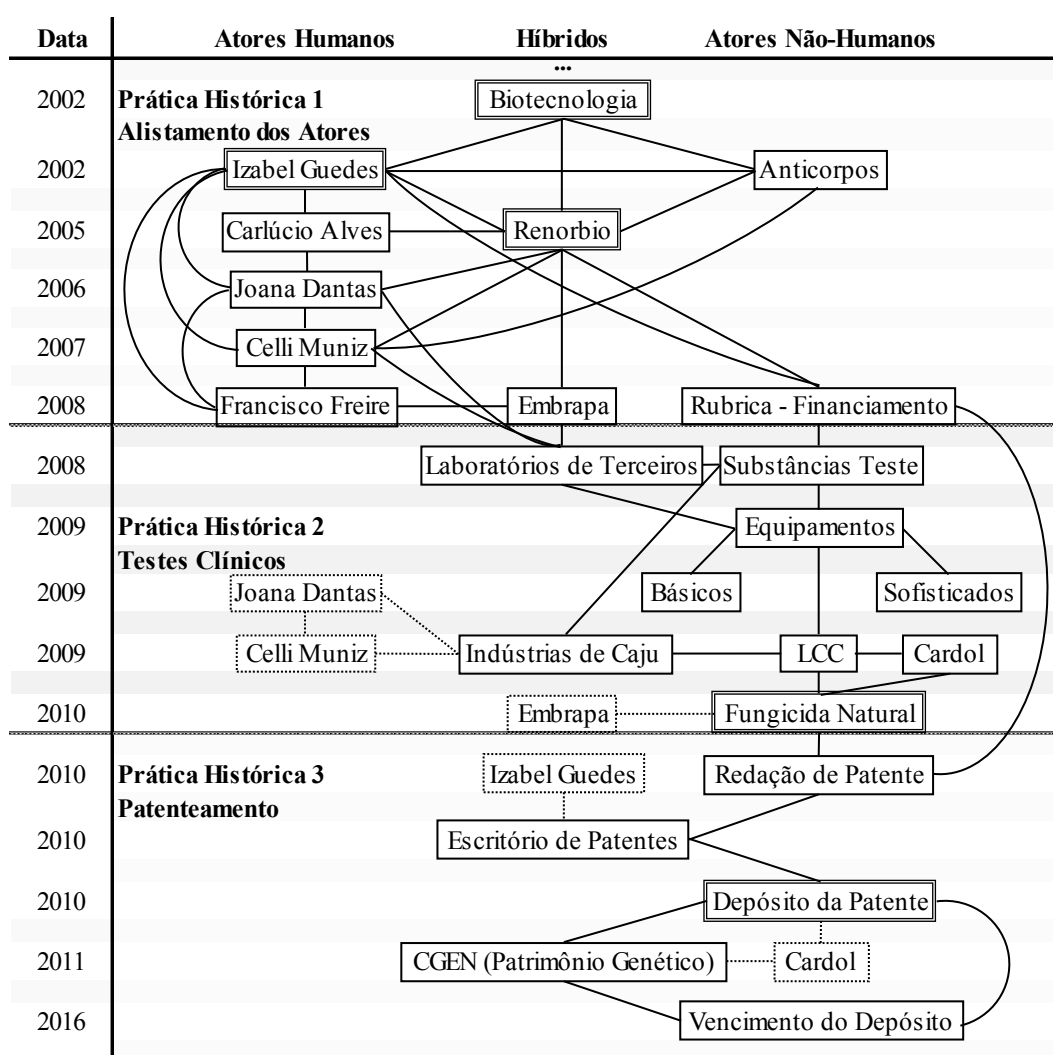 Data Atores Humanos Híbridos Atores Não-Humanos
...
2002 Prática Histórica 1 Biotecnologia
Alistamento dos Atores
2002 Izabel Guedes Anticorpos
2005 Carlúcio Alves Renorbio
2006 Joana Dantas
2007 Celli Muniz
2008 Francisco Freire Embrapa Rubrica - Financiamento
2008 Laboratórios de Terceiros Substâncias Teste
2009 Prática Histórica 2 Equipamentos
Testes Clínicos
2009 Joana Dantas Básicos Sofisticados
2009 Celli Muniz Indústrias de Caju LCC Cardol
2010 Embrapa Fungicida Natural
2010 Prática Histórica 3 Izabel Guedes Redação de Patente
Patenteamento
2010 Escritório de Patentes
2010 Depósito da Patente
2011 CGEN (Patrimônio Genético) Cardol
2016 Vencimento do Depósito